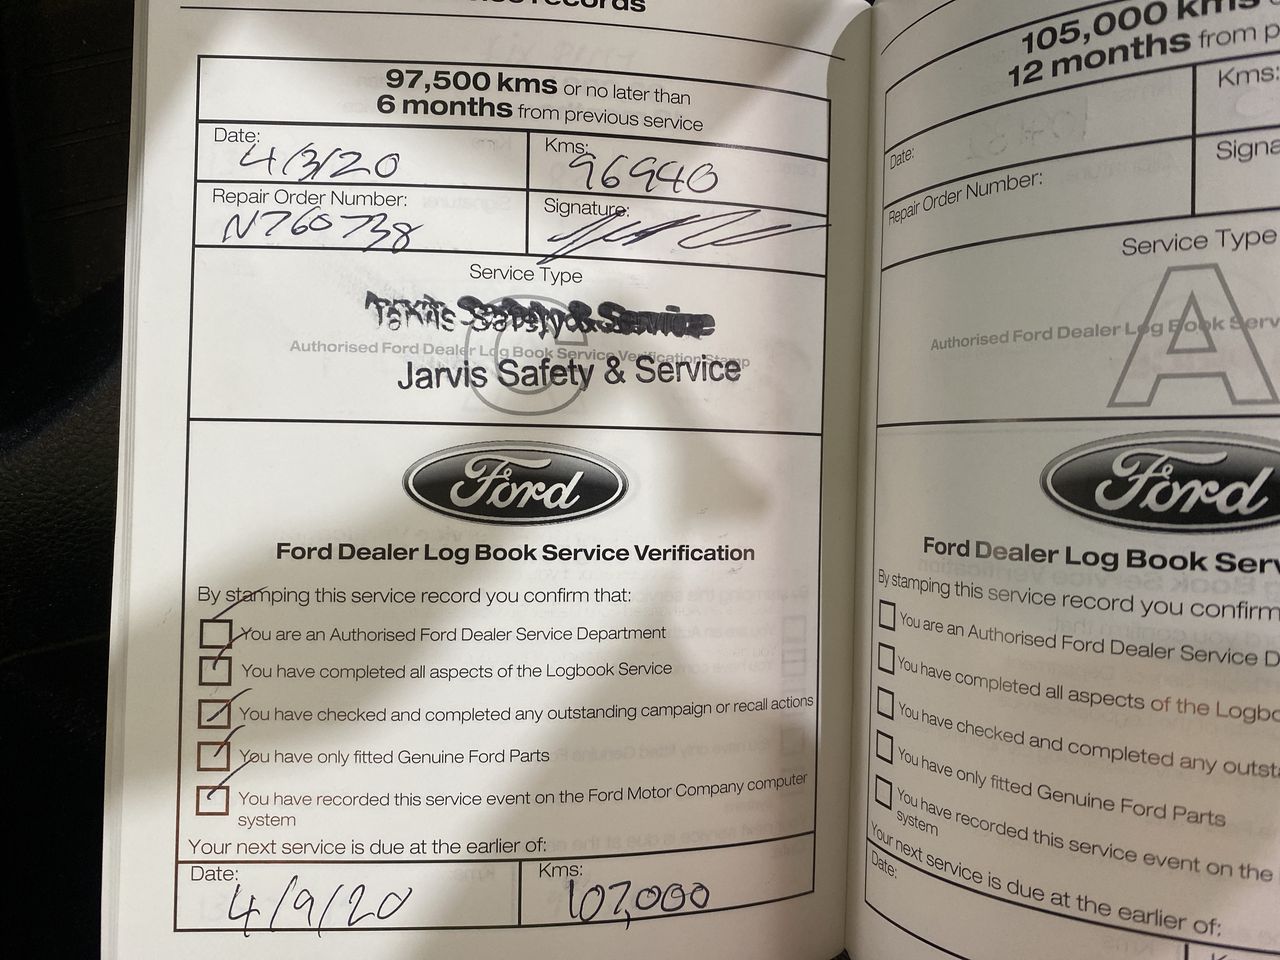 records
97,500 kms or no later than
6 months from previous service
Date:
4/3/20
Kms:
96940
Repair Order Number:
N760738
Signature:
Service Type
Jarvis Safety & Service
C
Authorised Ford Dealer Log Book Service Verification Stamp
Jarvis Safety & Service
Ford
Ford Dealer Log Book Service Verification
By stamping this service record you confirm that:
You are an Authorised Ford Dealer Service Department
You have completed all aspects of the Logbook Service
You have checked and completed any outstanding campaign or recall actions
You have only fitted Genuine Ford Parts
You have recorded this service event on the Ford Motor Company computer
system
Your next service is due at the earlier of:
Date:
4/9/20
Kms:
107,000
105,000 kms
12 months from
Date:
Kms:
Repair Order Number:
Service Type
A
Authorised Ford Dealer Log Book
Ford
Ford Dealer Log Book
By stamping this service record you confirm
You are an Authorised Ford Dealer Service
You have completed all aspects of the
You have checked and completed any
You have only fitted Genuine Ford Parts
You have recorded this service event on the
system
Your next service is due at the earlier of:
Date: